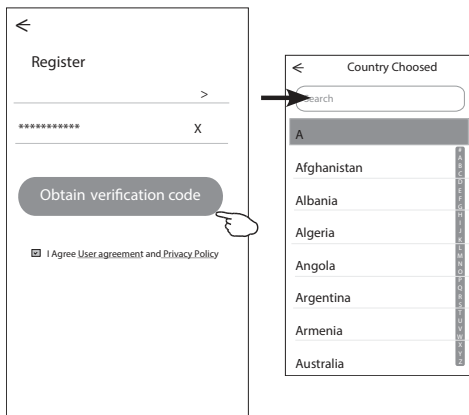 Register
>
*********** X
Obtain verification code
I Agree User agreement and Privacy Policy
Country Choosed
Search
A
Afghanistan
Albania
Algeria
Angola
Argentina
Armenia
Australia
#
A
B
C
D
E
F
G
H
I
J
K
L
M
N
O
P
Q
R
S
T
U
V
W
X
Y
Z